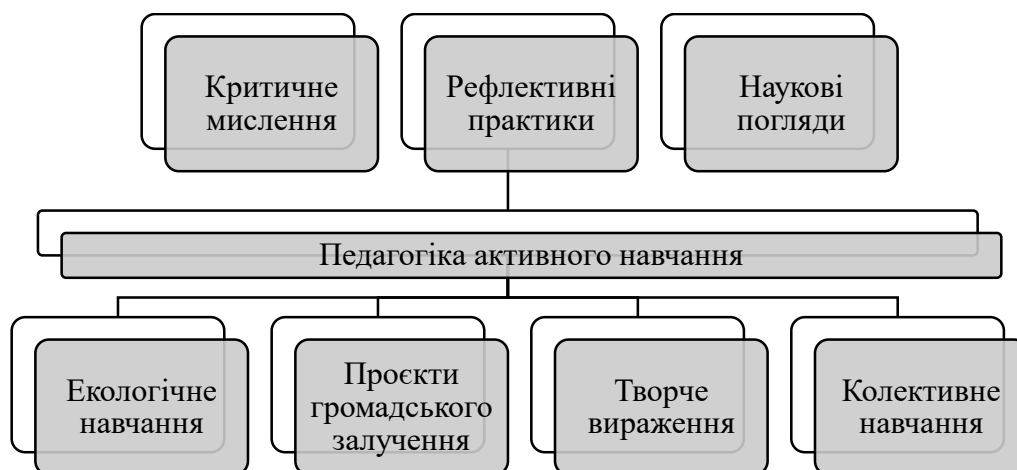 Критичне
мислення
Рефлективні
практики
Наукові
погляди
Педагогіка активного навчання
Екологічне
навчання
Проєкти
громадського
залучення
Творче
вираження
Колективне
навчання